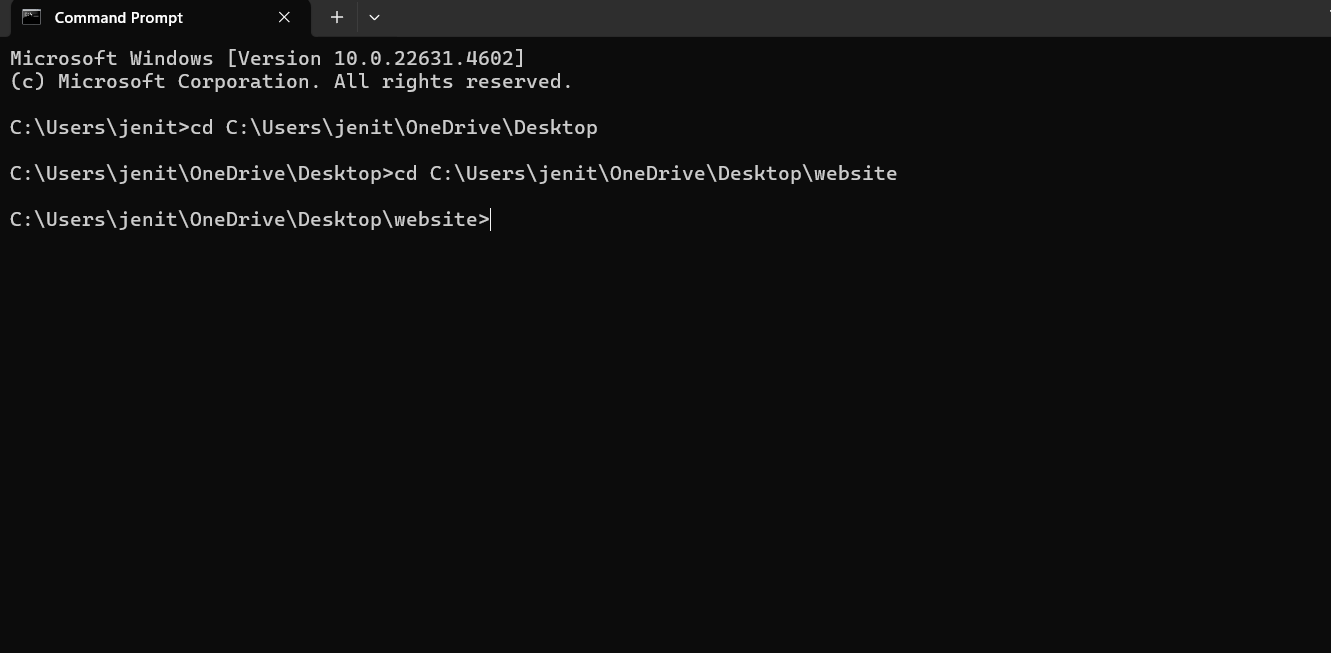 Command Prompt
Microsoft Windows [Version 10.0.22631.4602]
(c) Microsoft Corporation. All rights reserved.
C:\Users\jenit>cd C:\Users\jenit\OneDrive\Desktop
C:\Users\jenit\OneDrive\Desktop>cd C:\Users\jenit\OneDrive\Desktop\website
C:\Users\jenit\OneDrive\Desktop\website>